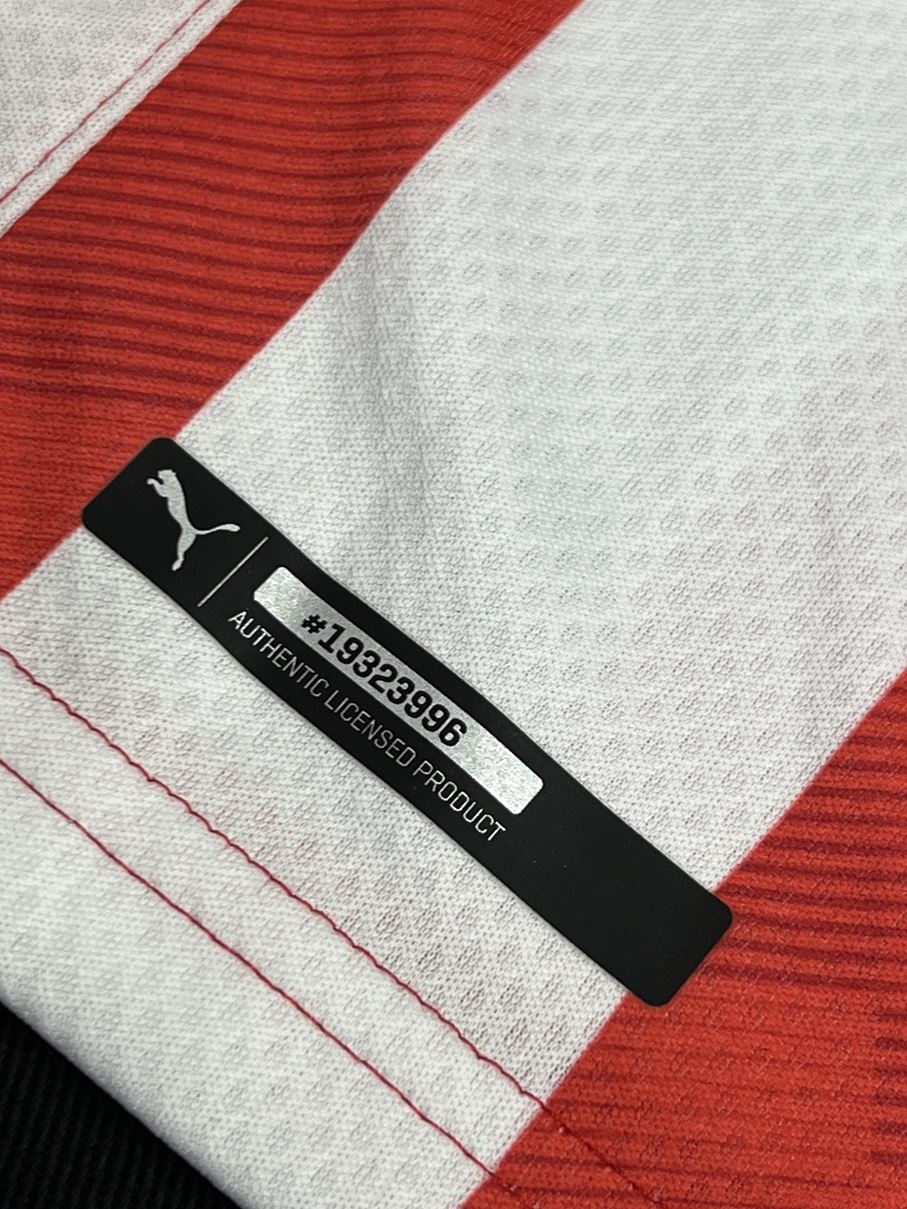 #19323996
AUTHENTIC LICENSED PRODUCT